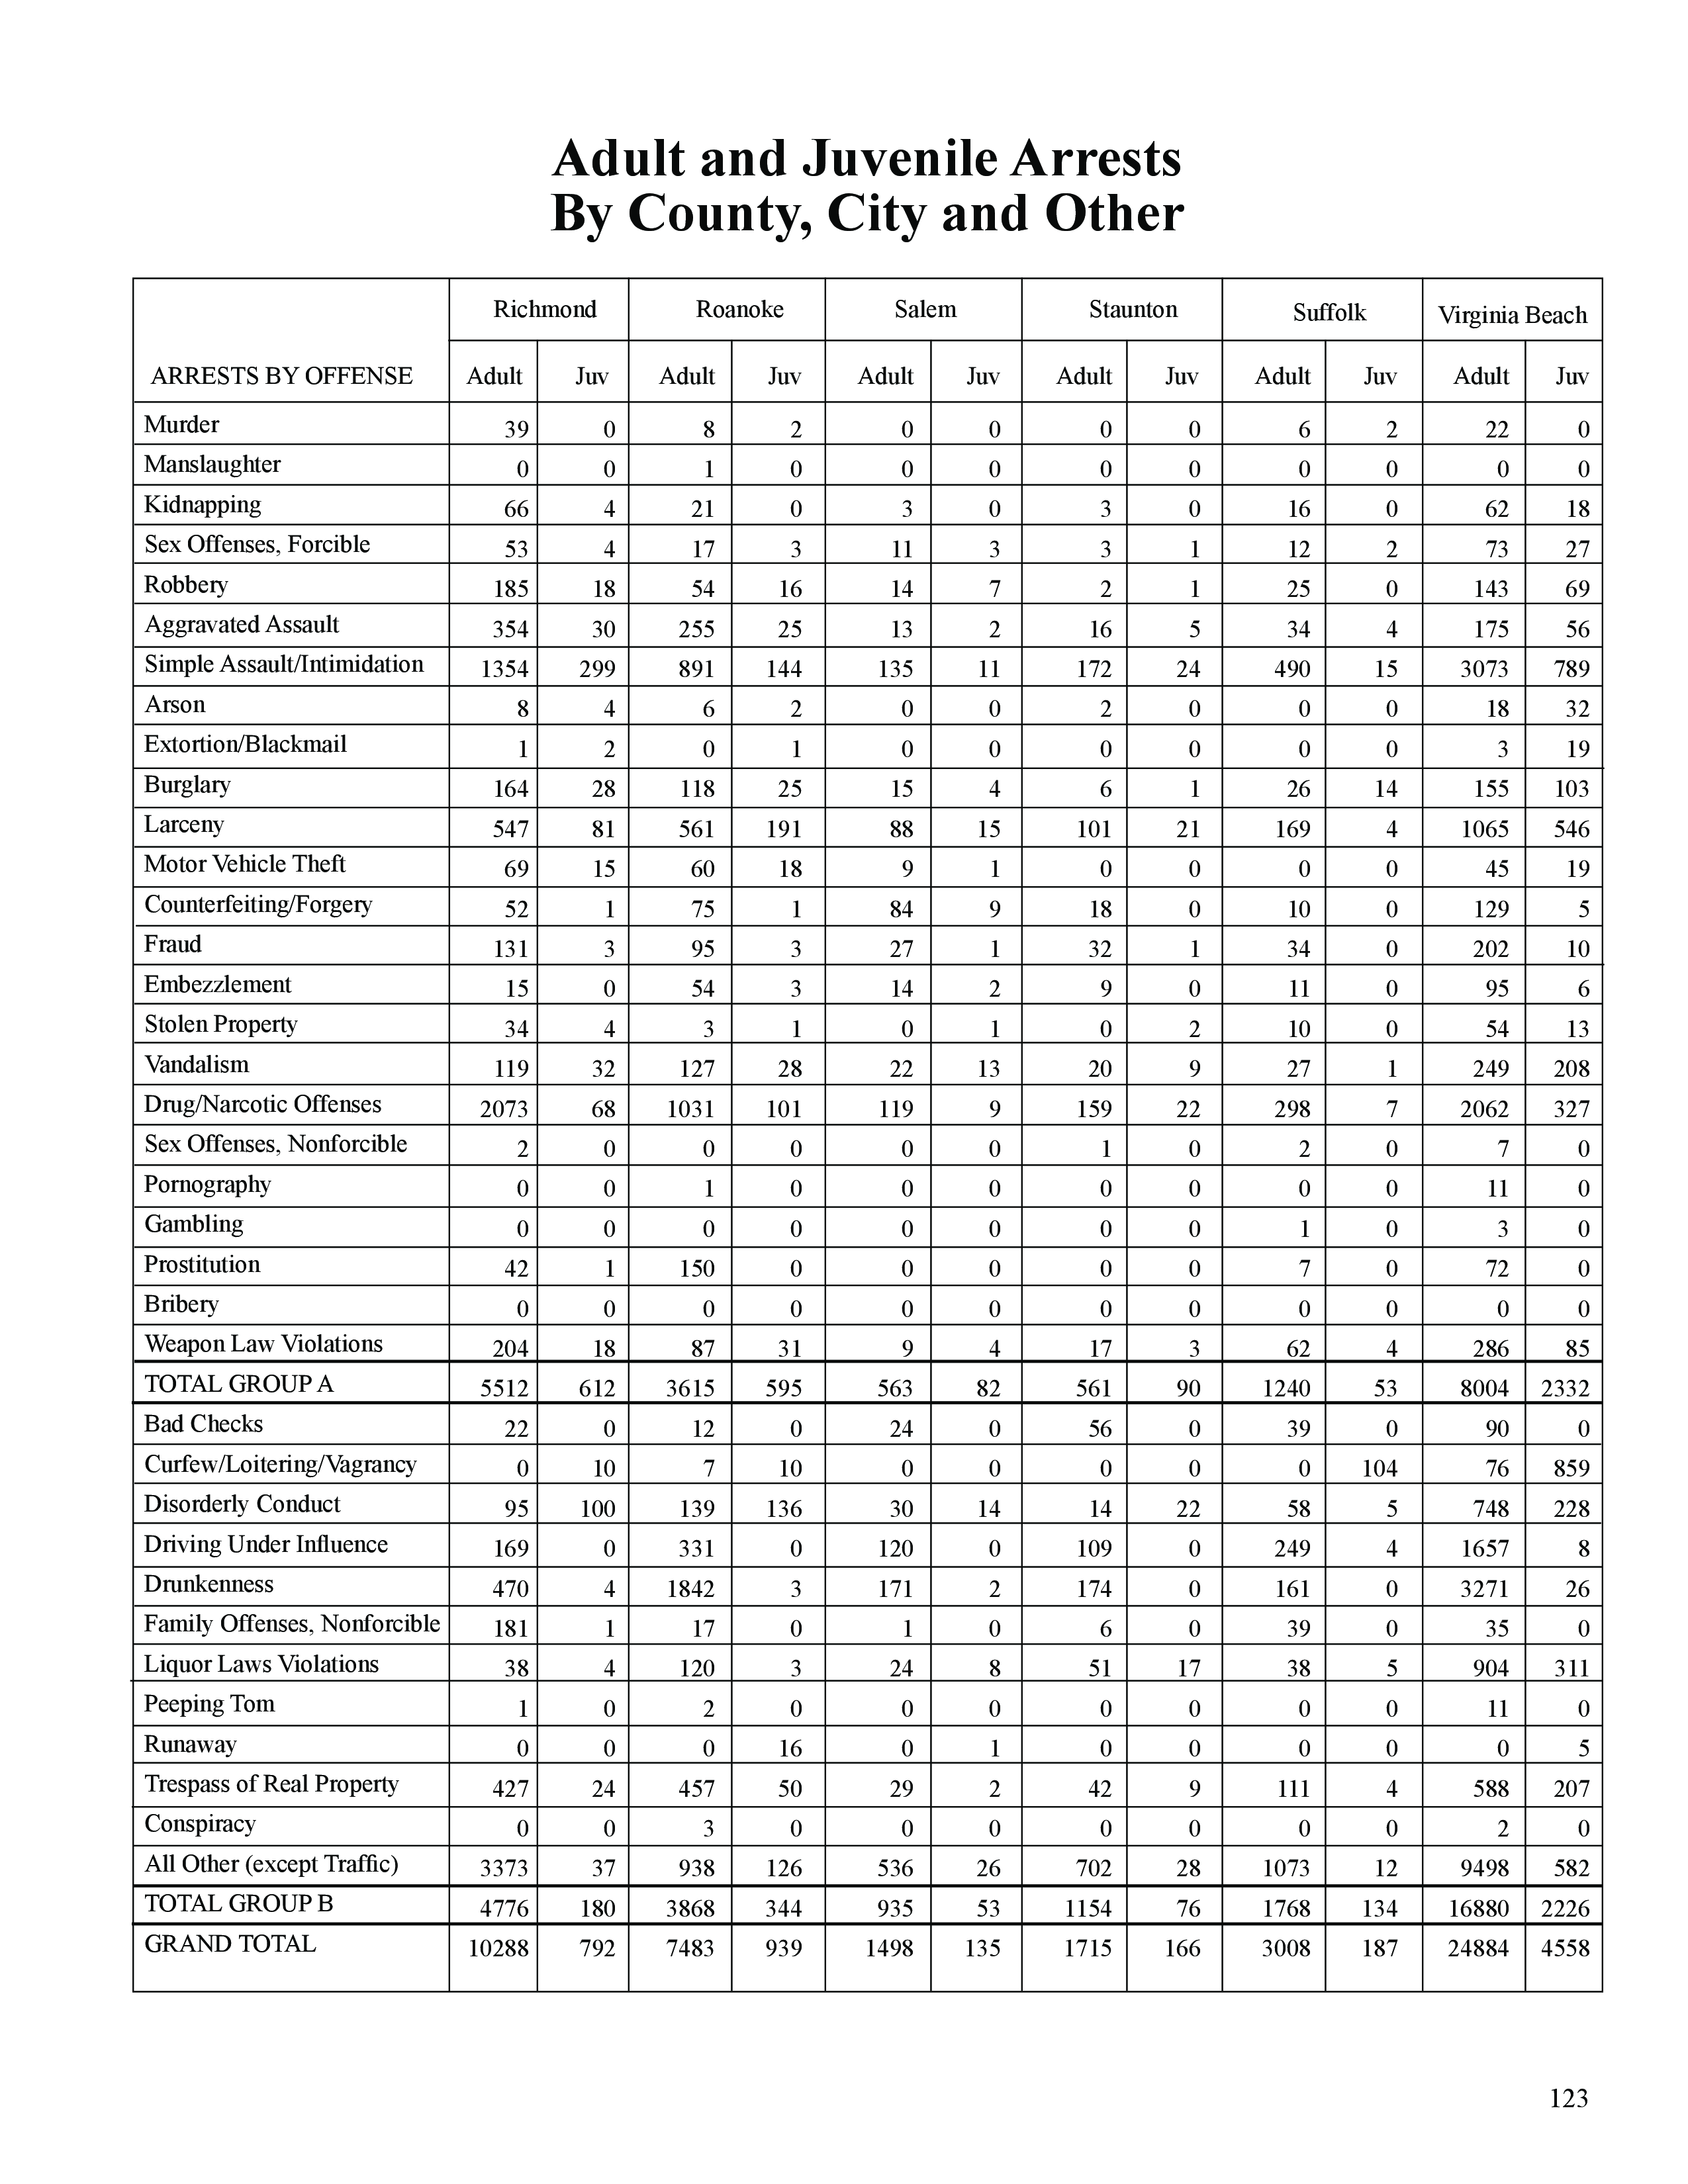 Adult and Juvenile Arrests
By County, City and Other
Richmond Roanoke Salem Staunton Suffolk Virginia Beach
ARRESTS BY OFFENSE Adult Juv Adult Juv Adult Juv Adult Juv Adult Juv Adult Juv
Murder 39 0 8 2 0 0 0 0 6 2 22 0
Manslaughter 0 0 1 0 0 0 0 0 0 0 0 0
Kidnapping 66 4 21 0 3 0 3 0 16 0 62 18
Sex Offenses, Forcible 53 4 17 3 11 3 3 1 12 2 73 27
Robbery 185 18 54 16 14 7 2 1 25 0 143 69
Aggravated Assault 354 30 255 25 13 2 16 5 34 4 175 56
Simple Assault/Intimidation 1354 299 891 144 135 11 172 24 490 15 3073 789
Arson 8 4 6 2 0 0 2 0 0 0 18 32
Extortion/Blackmail 1 2 0 1 0 0 0 0 0 0 3 19
Burglary 164 28 118 25 15 4 6 1 26 14 155 103
Larceny 547 81 561 191 88 15 101 21 169 4 1065 546
Motor Vehicle Theft 69 15 60 18 9 1 0 0 0 0 45 19
Counterfeiting/Forgery 52 1 75 1 84 9 18 0 10 0 129 5
Fraud 131 3 95 3 27 1 32 1 34 0 202 10
Embezzlement 15 0 54 3 14 2 9 0 11 0 95 6
Stolen Property 34 4 3 1 0 1 0 2 10 0 54 13
Vandalism 119 32 127 28 22 13 20 9 27 1 249 208
Drug/Narcotic Offenses 2073 68 1031 101 119 9 159 22 298 7 2062 327
Sex Offenses, Nonforcible 2 0 0 0 0 0 1 0 2 0 7 0
Pornography 0 0 1 0 0 0 0 0 0 0 11 0
Gambling 0 0 0 0 0 0 0 0 1 0 3 0
Prostitution 42 1 150 0 0 0 0 0 7 0 72 0
Bribery 0 0 0 0 0 0 0 0 0 0 0 0
Weapon Law Violations 204 18 87 31 9 4 17 3 62 4 286 85
TOTAL GROUP A 5512 612 3615 595 563 82 561 90 1240 53 8004 2332
Bad Checks 22 0 12 0 24 0 56 0 39 0 90 0
Curfew/Loitering/Vagrancy 0 10 7 10 0 0 0 0 0 104 76 859
Disorderly Conduct 95 100 139 136 30 14 14 22 58 5 748 228
Driving Under Influence 169 0 331 0 120 0 109 0 249 4 1657 8
Drunkenness 470 4 1842 3 171 2 174 0 161 0 3271 26
Family Offenses, Nonforcible 181 1 17 0 1 0 6 0 39 0 35 0
Liquor Laws Violations 38 4 120 3 24 8 51 17 38 5 904 311
Peeping Tom 1 0 2 0 0 0 0 0 0 0 11 0
Runaway 0 0 0 16 0 1 0 0 0 0 0 5
Trespass of Real Property 427 24 457 50 29 2 42 9 111 4 588 207
Conspiracy 0 0 3 0 0 0 0 0 0 0 2 0
All Other (except Traffic) 3373 37 938 126 536 26 702 28 1073 12 9498 582
TOTAL GROUP B 4776 180 3868 344 935 53 1154 76 1768 134 16880 2226
GRAND TOTAL 10288 792 7483 939 1498 135 1715 166 3008 187 24884 4558
123